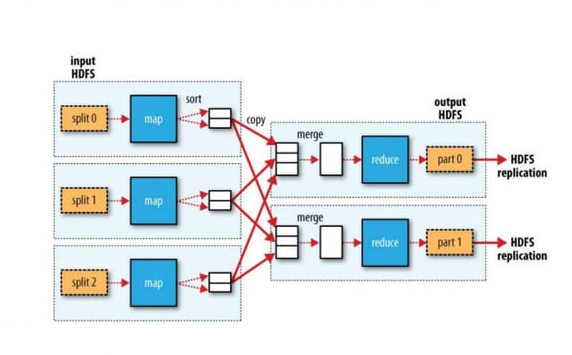 input
HDFS
split 0
map
sort
copy
split 1
map
split 2
map
output
HDFS
merge
reduce
part 0
HDFS
replication
merge
reduce
part 1
HDFS
replication